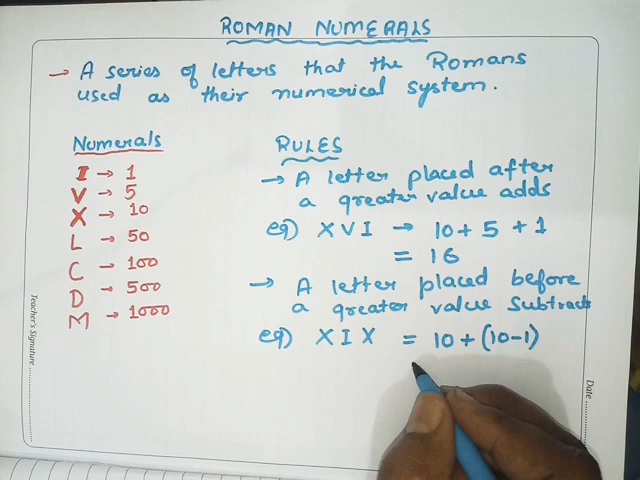 ROMAN NUMERALS
→ A series of letters that the Romans
used as their numerical system.
Numerals
I → 1
V → 5
X → 10
L → 50
C → 100
D → 500
M → 1000
RULES
→ A letter placed after
a greater value adds
eg) XVI → 10 + 5 + 1
= 16
→ A letter placed before
a greater value subtracts
eg) XIX = 10 + (10-1)
Teacher's Signature
Date